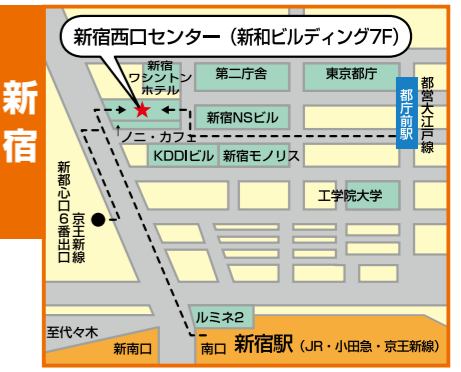 新宿
新宿西口センター（新和ビルディング7F）
新宿
ワシントン
ホテル
第二庁舎
東京都庁
都庁前駅
都営大江戸線
新宿NSビル
ノニ・カフェ
KDDIビル
新宿モノリス
工学院大学
京王新線
新都心口6番出口
ルミネ2
至代々木
新南口
南口
新宿駅（JR・小田急・京王新線）